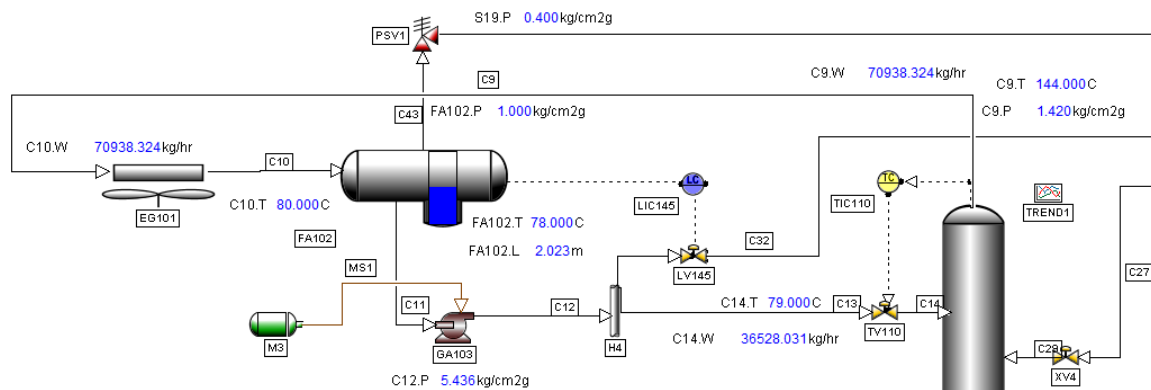 S19.P 0.400kg/cm2g
PSV1
C9
C9.W 70938.324kg/hr
C9.T 144.000C
C9.P 1.420kg/cm2g
C43
FA102.P 1.000kg/cm2g
C10.W 70938.324kg/hr
C10
EG101
C10.T 80.000C
FA102
FA102.T 78.000C
FA102.L 2.023m
LC
LIC145
TC
TIC110
TREND1
C32
LV145
C27
MS1
C11
C12
C14.T 79.000C
C13
C14
TV110
M3
GA103
H4
C14.W 36528.031kg/hr
C29
XV4
C12.P 5.436kg/cm2g